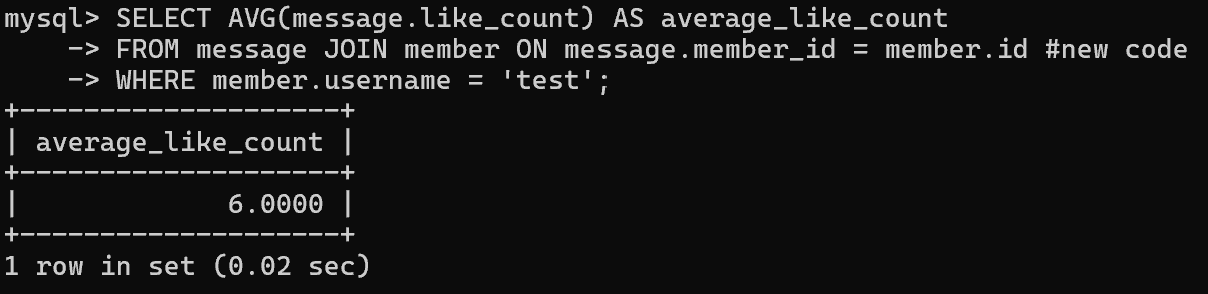 mysql> SELECT AVG(message.like_count) AS average_like_count
    -> FROM message JOIN member ON message.member_id = member.id #new code
    -> WHERE member.username = 'test';
+--------------------+
| average_like_count |
+--------------------+
|             6.0000 |
+--------------------+
1 row in set (0.02 sec)